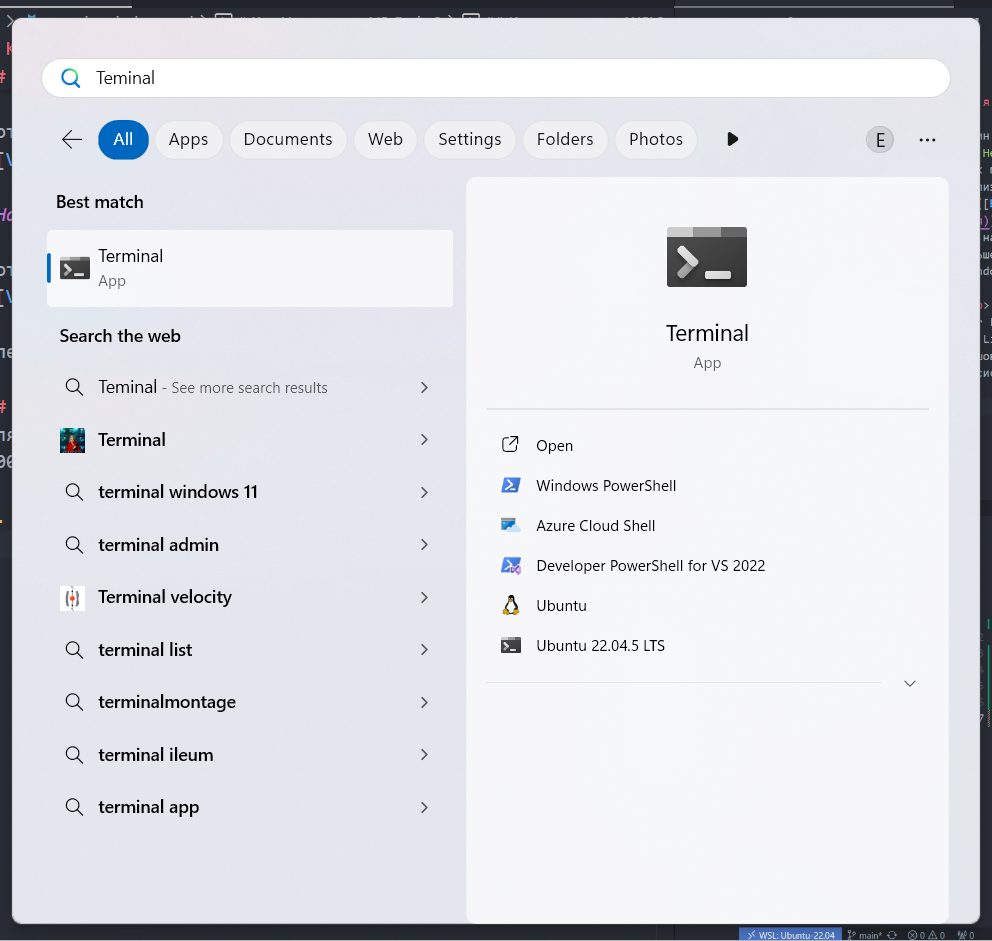 Teminal
All
Apps
Documents
Web
Settings
Folders
Photos
E
Best match
Terminal
App
Search the web
Teminal - See more search results
Terminal
terminal windows 11
terminal admin
Terminal velocity
terminal list
terminalmontage
terminal ileum
terminal app
Terminal
App
Open
Windows PowerShell
Azure Cloud Shell
Developer PowerShell for VS 2022
Ubuntu
Ubuntu 22.04.5 LTS
WSL: Ubuntu 22.04
main*
0
0
0